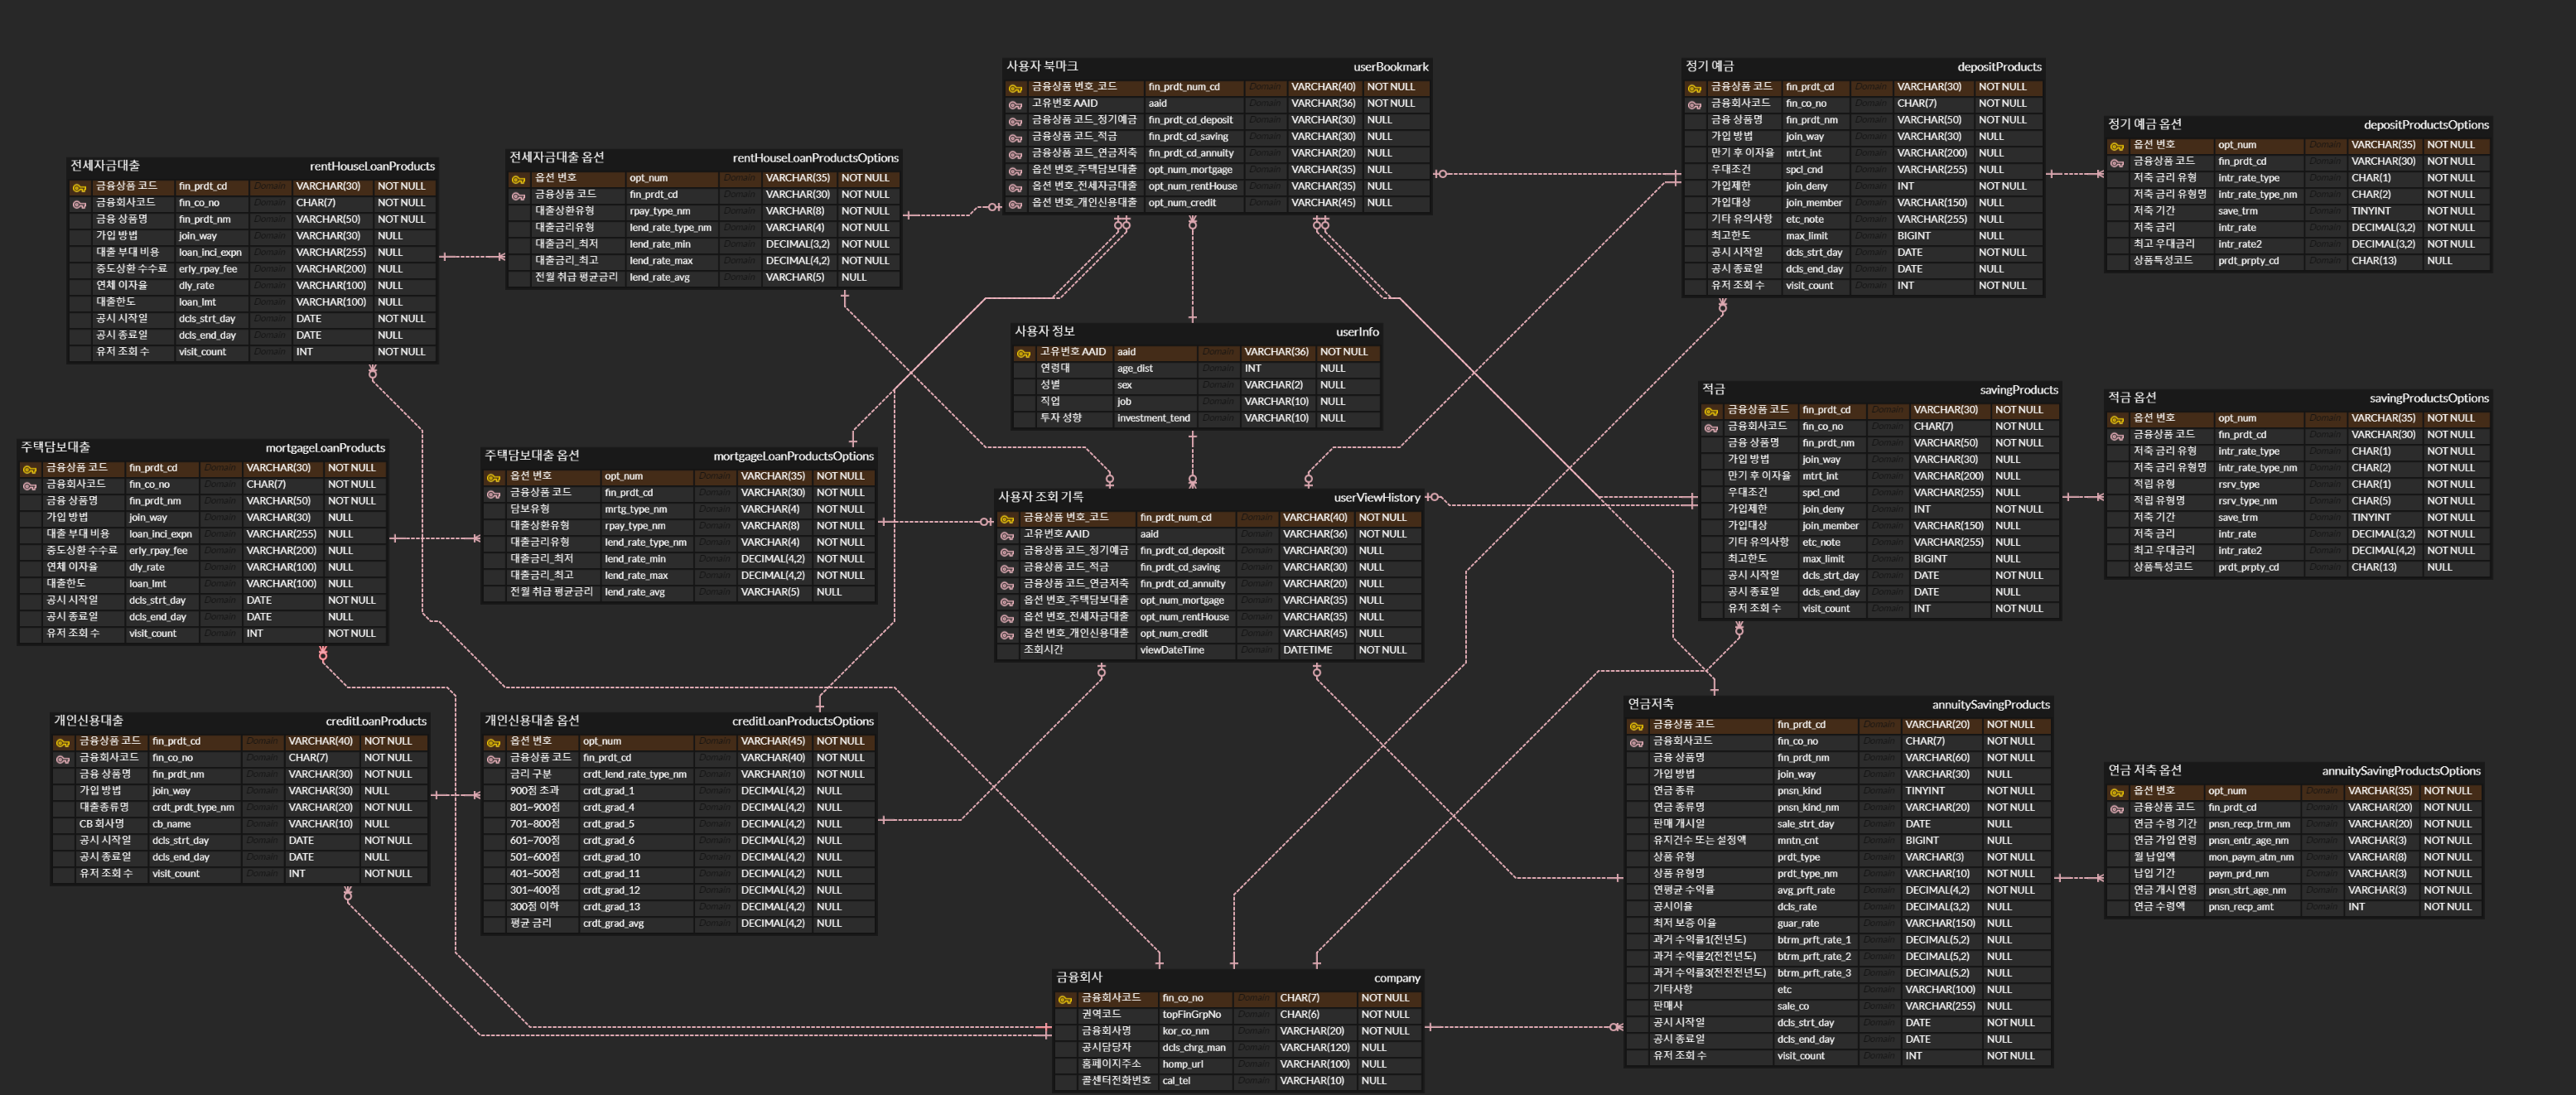 사용자 북마크 userBookmark
금융상품 번호_코드 fin_prdt_num_cd Domain VARCHAR(40) NOT NULL
고유번호 AAID aaid Domain VARCHAR(36) NOT NULL
금융상품 코드_정기예금 fin_prdt_cd_deposit Domain VARCHAR(30) NULL
금융상품 코드_적금 fin_prdt_cd_saving Domain VARCHAR(30) NULL
금융상품 코드_연금저축 fin_prdt_cd_annuity Domain VARCHAR(20) NULL
옵션 번호_주택담보대출 opt_num_mortgage Domain VARCHAR(35) NULL
옵션 번호_전세자금대출 opt_num_rentHouse Domain VARCHAR(35) NULL
옵션 번호_개인신용대출 opt_num_credit Domain VARCHAR(45) NULL
정기 예금 depositProducts
금융상품 코드 fin_prdt_cd Domain VARCHAR(30) NOT NULL
금융회사코드 fin_co_no Domain CHAR(7) NOT NULL
금융 상품명 fin_prdt_nm Domain VARCHAR(50) NOT NULL
가입 방법 join_way Domain VARCHAR(30) NULL
만기 후 이자율 mtrt_int Domain VARCHAR(200) NULL
우대조건 spcl_cnd Domain VARCHAR(255) NULL
가입제한 join_deny Domain INT NOT NULL
가입대상 join_member Domain VARCHAR(150) NULL
기타 유의사항 etc_note Domain VARCHAR(255) NULL
최고한도 max_limit Domain BIGINT NULL
공시 시작일 dcls_strt_day Domain DATE NOT NULL
공시 종료일 dcls_end_day Domain DATE NULL
유저 조회 수 visit_count Domain INT NOT NULL
정기 예금 옵션 depositProductsOptions
옵션 번호 opt_num Domain VARCHAR(35) NOT NULL
금융상품 코드 fin_prdt_cd Domain VARCHAR(30) NOT NULL
저축 금리 유형 intr_rate_type Domain CHAR(1) NOT NULL
저축 금리 유형명 intr_rate_type_nm Domain CHAR(2) NOT NULL
저축 기간 save_trm Domain TINYINT NOT NULL
저축 금리 intr_rate Domain DECIMAL(3,2) NOT NULL
최고 우대금리 intr_rate2 Domain DECIMAL(3,2) NOT NULL
상품특성코드 prdt_prpty_cd Domain CHAR(13) NULL
전세자금대출 rentHouseLoanProducts
금융상품 코드 fin_prdt_cd Domain VARCHAR(30) NOT NULL
금융회사코드 fin_co_no Domain CHAR(7) NOT NULL
금융 상품명 fin_prdt_nm Domain VARCHAR(50) NOT NULL
가입 방법 join_way Domain VARCHAR(30) NULL
대출 부대 비용 loan_inci_expn Domain VARCHAR(255) NULL
중도상환 수수료 erly_rpay_fee Domain VARCHAR(200) NULL
연체 이자율 dly_rate Domain VARCHAR(100) NULL
대출한도 loan_lmt Domain VARCHAR(100) NULL
공시 시작일 dcls_strt_day Domain DATE NOT NULL
공시 종료일 dcls_end_day Domain DATE NULL
유저 조회 수 visit_count Domain INT NOT NULL
전세자금대출 옵션 rentHouseLoanProductsOptions
옵션 번호 opt_num Domain VARCHAR(35) NOT NULL
금융상품 코드 fin_prdt_cd Domain VARCHAR(30) NOT NULL
대출상환유형 rpay_type_nm Domain VARCHAR(8) NOT NULL
대출금리유형 lend_rate_type_nm Domain VARCHAR(4) NOT NULL
대출금리_최저 lend_rate_min Domain DECIMAL(3,2) NOT NULL
대출금리_최고 lend_rate_max Domain DECIMAL(4,2) NOT NULL
전월 취급 평균금리 lend_rate_avg Domain VARCHAR(5) NULL
사용자 정보 userInfo
고유번호 AAID aaid Domain VARCHAR(36) NOT NULL
연령대 age_dist Domain INT NULL
성별 sex Domain VARCHAR(2) NULL
직업 job Domain VARCHAR(10) NULL
투자 성향 investment_tend Domain VARCHAR(10) NULL
적금 savingProducts
금융상품 코드 fin_prdt_cd Domain VARCHAR(30) NOT NULL
금융회사코드 fin_co_no Domain CHAR(7) NOT NULL
금융 상품명 fin_prdt_nm Domain VARCHAR(50) NOT NULL
가입 방법 join_way Domain VARCHAR(30) NULL
만기 후 이자율 mtrt_int Domain VARCHAR(200) NULL
우대조건 spcl_cnd Domain VARCHAR(255) NULL
가입제한 join_deny Domain INT NOT NULL
가입대상 join_member Domain VARCHAR(150) NULL
기타 유의사항 etc_note Domain VARCHAR(255) NULL
최고한도 max_limit Domain BIGINT NULL
공시 시작일 dcls_strt_day Domain DATE NOT NULL
공시 종료일 dcls_end_day Domain DATE NULL
유저 조회 수 visit_count Domain INT NOT NULL
적금 옵션 savingProductsOptions
옵션 번호 opt_num Domain VARCHAR(35) NOT NULL
금융상품 코드 fin_prdt_cd Domain VARCHAR(30) NOT NULL
저축 금리 유형 intr_rate_type Domain CHAR(1) NOT NULL
저축 금리 유형명 intr_rate_type_nm Domain CHAR(2) NOT NULL
적립 유형 rsrv_type Domain CHAR(1) NOT NULL
적립 유형명 rsrv_type_nm Domain CHAR(5) NOT NULL
저축 기간 save_trm Domain TINYINT NOT NULL
저축 금리 intr_rate Domain DECIMAL(3,2) NOT NULL
최고 우대금리 intr_rate2 Domain DECIMAL(4,2) NOT NULL
상품특성코드 prdt_prpty_cd Domain CHAR(13) NULL
주택담보대출 mortgageLoanProducts
금융상품 코드 fin_prdt_cd Domain VARCHAR(30) NOT NULL
금융회사코드 fin_co_no Domain CHAR(7) NOT NULL
금융 상품명 fin_prdt_nm Domain VARCHAR(50) NOT NULL
가입 방법 join_way Domain VARCHAR(30) NULL
대출 부대 비용 loan_inci_expn Domain VARCHAR(255) NULL
중도상환 수수료 erly_rpay_fee Domain VARCHAR(200) NULL
연체 이자율 dly_rate Domain VARCHAR(100) NULL
대출한도 loan_lmt Domain VARCHAR(100) NULL
공시 시작일 dcls_strt_day Domain DATE NOT NULL
공시 종료일 dcls_end_day Domain DATE NULL
유저 조회 수 visit_count Domain INT NOT NULL
주택담보대출 옵션 mortgageLoanProductsOptions
옵션 번호 opt_num Domain VARCHAR(35) NOT NULL
금융상품 코드 fin_prdt_cd Domain VARCHAR(30) NOT NULL
담보유형 mrtg_type_nm Domain VARCHAR(4) NOT NULL
대출상환유형 rpay_type_nm Domain VARCHAR(8) NOT NULL
대출금리유형 lend_rate_type_nm Domain VARCHAR(4) NOT NULL
대출금리_최저 lend_rate_min Domain DECIMAL(4,2) NOT NULL
대출금리_최고 lend_rate_max Domain DECIMAL(4,2) NOT NULL
전월 취급 평균금리 lend_rate_avg Domain VARCHAR(5) NULL
사용자 조회 기록 userViewHistory
금융상품 번호_코드 fin_prdt_num_cd Domain VARCHAR(40) NOT NULL
고유번호 AAID aaid Domain VARCHAR(36) NOT NULL
금융상품 코드_정기예금 fin_prdt_cd_deposit Domain VARCHAR(30) NULL
금융상품 코드_적금 fin_prdt_cd_saving Domain VARCHAR(30) NULL
금융상품 코드_연금저축 fin_prdt_cd_annuity Domain VARCHAR(20) NULL
옵션 번호_주택담보대출 opt_num_mortgage Domain VARCHAR(35) NULL
옵션 번호_전세자금대출 opt_num_rentHouse Domain VARCHAR(35) NULL
옵션 번호_개인신용대출 opt_num_credit Domain VARCHAR(45) NULL
조회시간 viewDateTime Domain DATETIME NOT NULL
개인신용대출 creditLoanProducts
금융상품 코드 fin_prdt_cd Domain VARCHAR(40) NOT NULL
금융회사코드 fin_co_no Domain CHAR(7) NOT NULL
금융 상품명 fin_prdt_nm Domain VARCHAR(30) NOT NULL
가입 방법 join_way Domain VARCHAR(30) NULL
대출종류명 crdt_prdt_type_nm Domain VARCHAR(20) NOT NULL
CB 회사명 cb_name Domain VARCHAR(10) NULL
공시 시작일 dcls_strt_day Domain DATE NOT NULL
공시 종료일 dcls_end_day Domain DATE NULL
유저 조회 수 visit_count Domain INT NOT NULL
개인신용대출 옵션 creditLoanProductsOptions
옵션 번호 opt_num Domain VARCHAR(45) NOT NULL
금융상품 코드 fin_prdt_cd Domain VARCHAR(40) NOT NULL
금리 구분 crdt_lend_rate_type_nm Domain VARCHAR(10) NOT NULL
900점 초과 crdt_grad_1 Domain DECIMAL(4,2) NULL
801~900점 crdt_grad_4 Domain DECIMAL(4,2) NULL
701~800점 crdt_grad_5 Domain DECIMAL(4,2) NULL
601~700점 crdt_grad_6 Domain DECIMAL(4,2) NULL
501~600점 crdt_grad_10 Domain DECIMAL(4,2) NULL
401~500점 crdt_grad_11 Domain DECIMAL(4,2) NULL
301~400점 crdt_grad_12 Domain DECIMAL(4,2) NULL
300점 이하 crdt_grad_13 Domain DECIMAL(4,2) NULL
평균 금리 crdt_grad_avg Domain DECIMAL(4,2) NULL
연금저축 annuitySavingProducts
금융상품 코드 fin_prdt_cd Domain VARCHAR(20) NOT NULL
금융회사코드 fin_co_no Domain CHAR(7) NOT NULL
금융 상품명 fin_prdt_nm Domain VARCHAR(60) NOT NULL
가입 방법 join_way Domain VARCHAR(30) NULL
연금 종류 pnsn_kind Domain TINYINT NOT NULL
연금 종류명 pnsn_kind_nm Domain VARCHAR(20) NOT NULL
판매 개시일 sale_strt_day Domain DATE NULL
유지건수 또는 설정액 mntn_cnt Domain BIGINT NULL
상품 유형 prdt_type Domain VARCHAR(3) NOT NULL
상품 유형명 prdt_type_nm Domain VARCHAR(10) NOT NULL
연평균 수익률 avg_prft_rate Domain DECIMAL(4,2) NOT NULL
공시이율 dcls_rate Domain DECIMAL(3,2) NULL
최저 보증 이율 guar_rate Domain VARCHAR(150) NULL
과거 수익률1(전년도) btrm_prft_rate_1 Domain DECIMAL(5,2) NULL
과거 수익률2(전전년도) btrm_prft_rate_2 Domain DECIMAL(5,2) NULL
과거 수익률3(전전전년도) btrm_prft_rate_3 Domain DECIMAL(5,2) NULL
기타사항 etc Domain VARCHAR(100) NULL
판매사 sale_co Domain VARCHAR(255) NULL
공시 시작일 dcls_strt_day Domain DATE NOT NULL
공시 종료일 dcls_end_day Domain DATE NULL
유저 조회 수 visit_count Domain INT NOT NULL
연금 저축 옵션 annuitySavingProductsOptions
옵션 번호 opt_num Domain VARCHAR(35) NOT NULL
금융상품 코드 fin_prdt_cd Domain VARCHAR(20) NOT NULL
연금 수령 기간 pnsn_recp_trm_nm Domain VARCHAR(20) NOT NULL
연금 가입 연령 pnsn_entr_age_nm Domain VARCHAR(3) NOT NULL
월 납입액 mon_paym_atm_nm Domain VARCHAR(8) NOT NULL
납입 기간 paym_prd_nm Domain VARCHAR(3) NOT NULL
연금 개시 연령 pnsn_strt_age_nm Domain VARCHAR(3) NOT NULL
연금 수령액 pnsn_recp_amt Domain INT NOT NULL
금융회사 company
금융회사코드 fin_co_no Domain CHAR(7) NOT NULL
권역코드 topFinGrpNo Domain CHAR(6) NOT NULL
금융회사명 kor_co_nm Domain VARCHAR(20) NOT NULL
공시담당자 dcls_chrg_man Domain VARCHAR(120) NULL
홈페이지주소 homp_url Domain VARCHAR(100) NULL
콜센터전화번호 cal_tel Domain VARCHAR(10) NULL